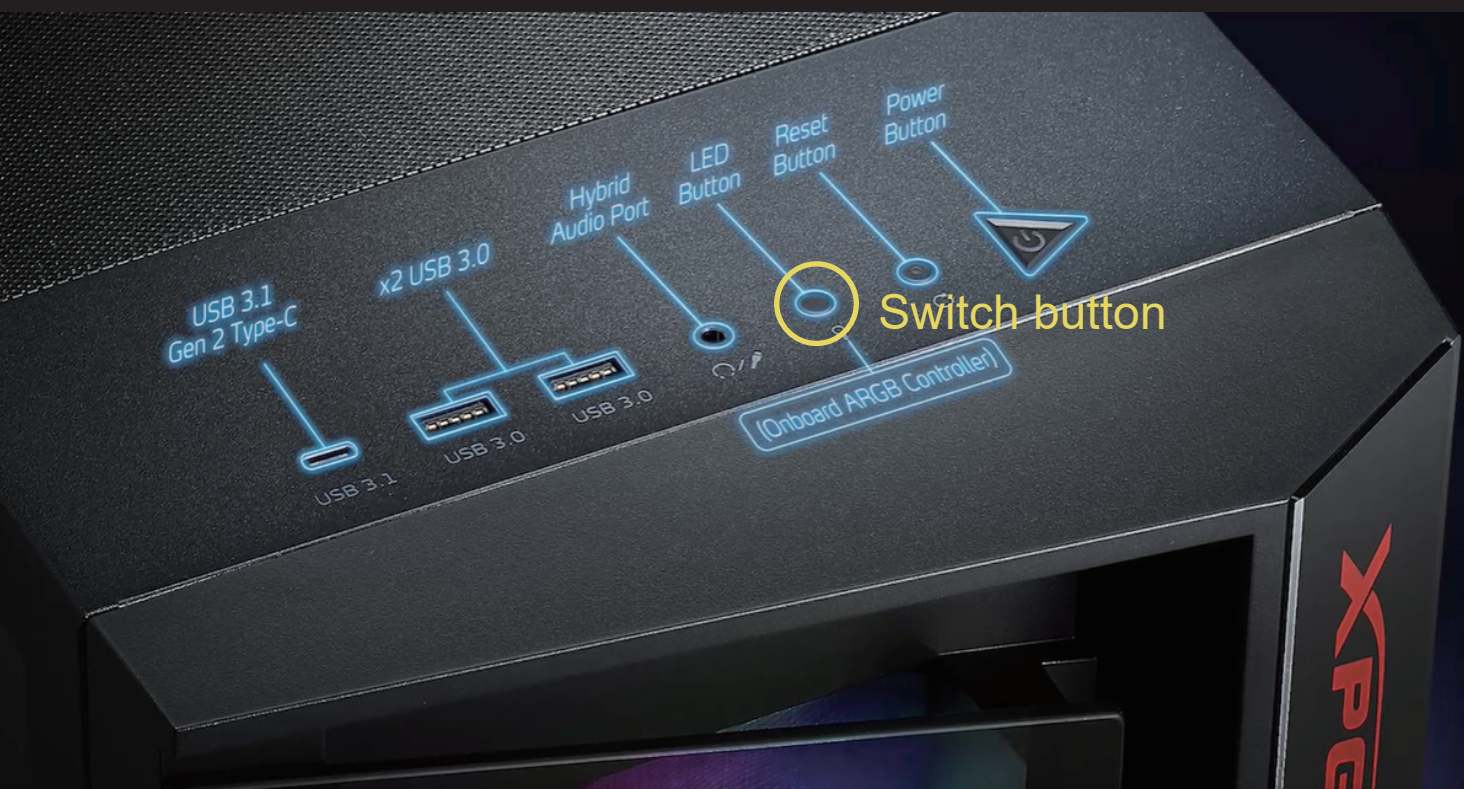 Power
Button
Reset
Button
LED
Button
Hybrid
Audio Port
x2 USB 3.0
USB 3.1
Gen 2 Type-C
Switch button
(Onboard ARGB Controller)
USB 3.0
USB 3.0
USB 3.1
XPG